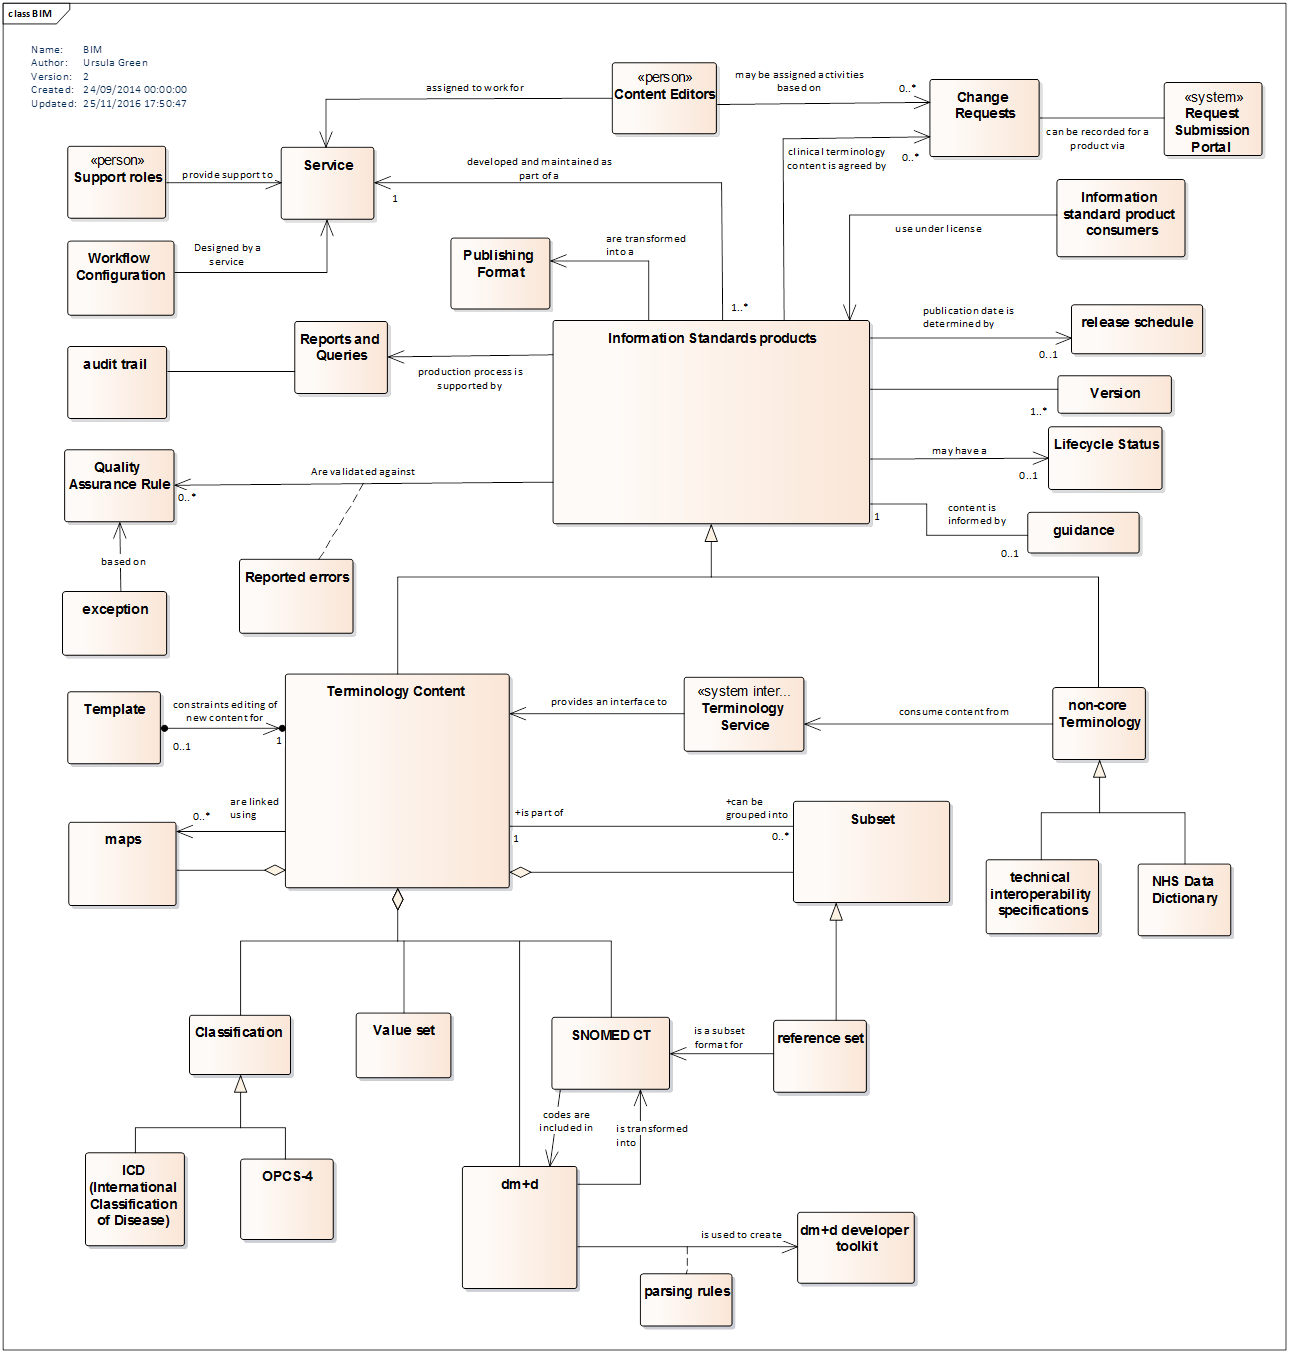 class BIM
Name: BIM
Author: Ursula Green
Version: 2
Created: 24/09/2014 00:00:00
Updated: 25/11/2016 17:50:47
«person»
Content Editors
assigned to work for
may be assigned activities
based on
0..*
Change
Requests
«system»
Request
Submission
Portal
can be recorded for a
product via
clinical terminology
content is agreed by
0..*
«person»
Support roles
provide support to
Service
developed and maintained as
part of a
1
Information
standard product
consumers
use under license
Workflow
Configuration
Designed by a
service
Publishing
Format
are transformed
into a
1..*
Information Standards products
publication date is
determined by
0..1
release schedule
Reports and
Queries
production process is
supported by
audit trail
Version
1..*
Lifecycle Status
may have a
0..1
Quality
Assurance Rule
0..*
Are validated against
1
content is
informed by
0..1
guidance
based on
Reported errors
exception
Terminology Content
«system inter...
Terminology
Service
provides an interface to
consume content from
non-core
Terminology
Template
constraints editing of
new content for
0..1
1
are linked
using
0..*
maps
+is part of
1
+can be
grouped into
0..*
Subset
technical
interoperability
specifications
NHS Data
Dictionary
Classification
Value set
SNOMED CT
is a subset
format for
reference set
codes are
included in
is transformed
into
ICD
(International
Classification
of Disease)
OPCS-4
dm+d
is used to create
dm+d developer
toolkit
parsing rules